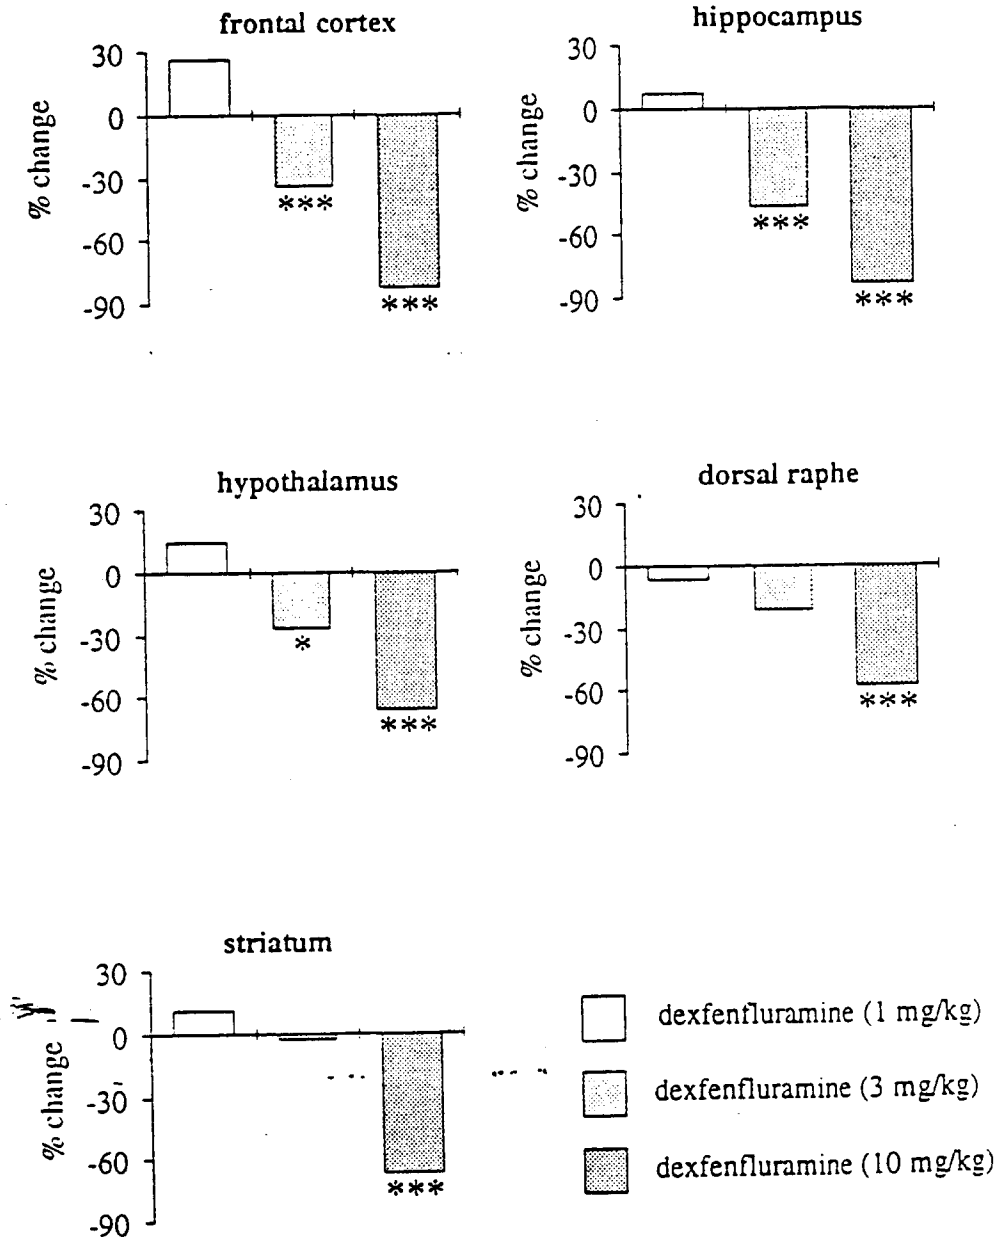 frontal cortex
30
0
-30
-60
-90
% change
***
***
hippocampus
30
0
-30
-60
-90
% change
***
***
hypothalamus
30
0
-30
-60
-90
% change
*
***
dorsal raphe
30
0
-30
-60
-90
% change
***
striatum
30
0
-30
-60
-90
% change
***
dexfenfluramine (1 mg/kg)
dexfenfluramine (3 mg/kg)
dexfenfluramine (10 mg/kg)